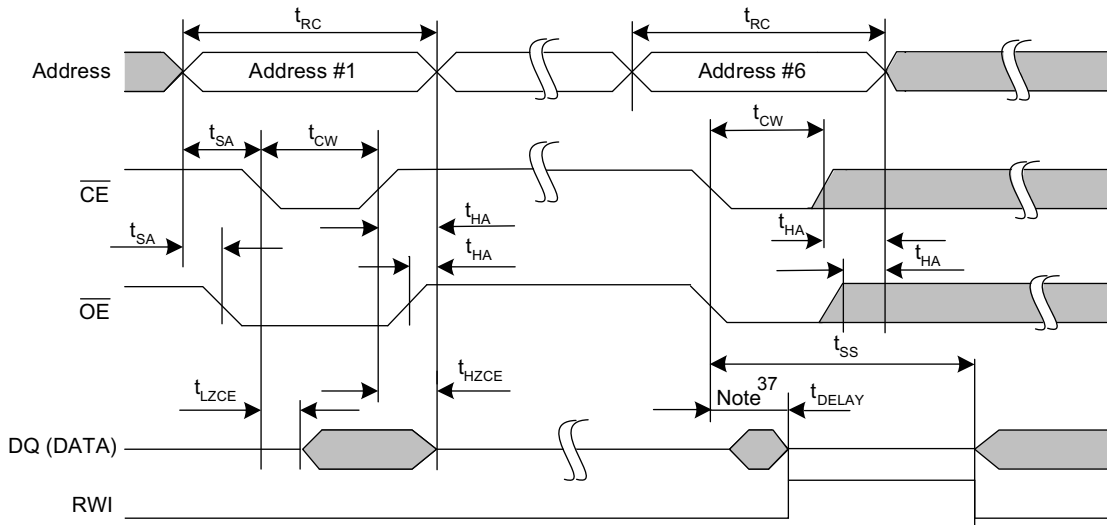 tRC tRC
Address Address #1 Address #6
tSA tCW tCW
CE
tSA tHA tHA
tHA tHA
OE
tSS
tLZCE tHZCE Note37 tDELAY
DQ (DATA)
RWI